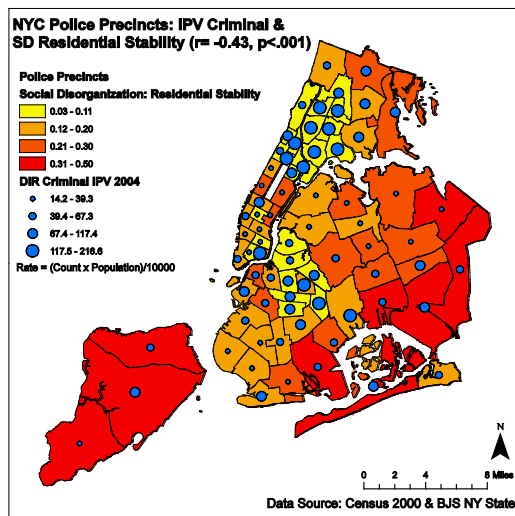 NYC Police Precincts: IPV Criminal &
SD Residential Stability (r= -0.43, p<.001)
Police Precincts
Social Disorganization: Residential Stability
0.03 - 0.11
0.12 - 0.20
0.21 - 0.30
0.31 - 0.50
DIR Criminal IPV 2004
14.2 - 39.3
39.4 - 67.3
67.4 - 117.4
117.5 - 216.6
Rate = (Count x Population)/10000
N
0 2 4 8 Miles
Data Source: Census 2000 & BJS NY State